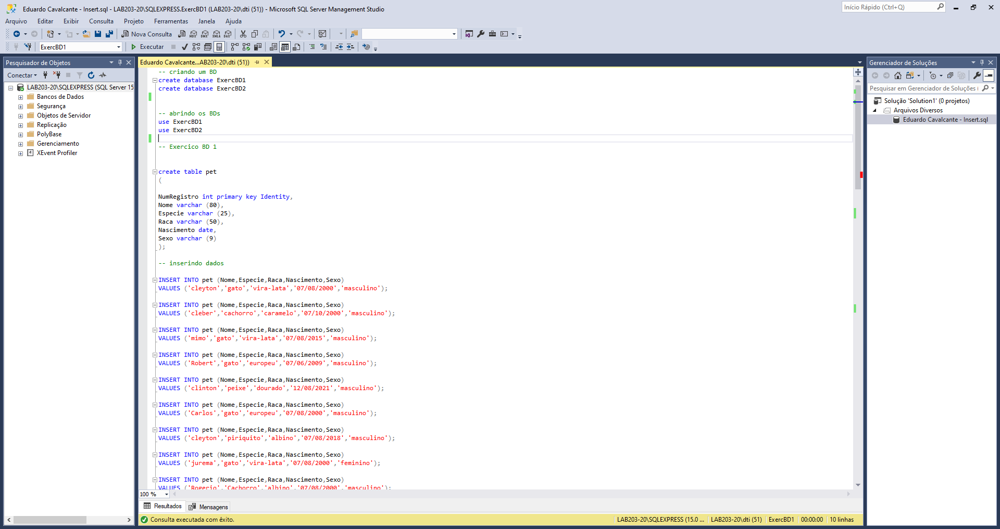 Eduardo Cavalcante - Insert.sql - LAB203-20\SQLEXPRESS.ExercBD1 (LAB203-20\dti (51)) - Microsoft SQL Server Management Studio
Início Rápido (Ctrl+Q)
Arquivo Editar Exibir Consulta Projeto Ferramentas Janela Ajuda
Nova Consulta
ExercBD1
Executar
Pesquisador de Objetos
Conectar
LAB203-20\SQLEXPRESS (SQL Server 15
Bancos de Dados
Segurança
Objetos de Servidor
Replicação
PolyBase
Gerenciamento
XEvent Profiler
Eduardo Cavalcante...AB203-20\dti (51))
-- criando um BD
create database ExercBD1
create database ExercBD2
-- abrindo os BDs
use ExercBD1
use ExercBD2
-- Exercico BD 1
create table pet
(
NumRegistro int primary key Identity,
Nome varchar (80),
Especie varchar (25),
Raca varchar (50),
Nascimento date,
Sexo varchar (9)
);
-- inserindo dados
INSERT INTO pet (Nome,Especie,Raca,Nascimento,Sexo)
VALUES ('cleyton','gato','vira-lata','07/08/2000','masculino');
INSERT INTO pet (Nome,Especie,Raca,Nascimento,Sexo)
VALUES ('cleber','cachorro','caramelo','07/10/2000','masculino');
INSERT INTO pet (Nome,Especie,Raca,Nascimento,Sexo)
VALUES ('mimo','gato','vira-lata','07/08/2015','masculino');
INSERT INTO pet (Nome,Especie,Raca,Nascimento,Sexo)
VALUES ('Robert','gato','europeu','07/06/2009','masculino');
INSERT INTO pet (Nome,Especie,Raca,Nascimento,Sexo)
VALUES ('clinton','peixe','dourado','12/08/2021','masculino');
INSERT INTO pet (Nome,Especie,Raca,Nascimento,Sexo)
VALUES ('Carlos','gato','europeu','07/08/2000','masculino');
INSERT INTO pet (Nome,Especie,Raca,Nascimento,Sexo)
VALUES ('cleyton','piriquito','albino','07/08/2018','masculino');
INSERT INTO pet (Nome,Especie,Raca,Nascimento,Sexo)
VALUES ('jurema','gato','vira-lata','07/08/2000','feminino');
INSERT INTO pet (Nome,Especie,Raca,Nascimento,Sexo)
VALUES ('Rogerio','Cachorro','albino','07/08/2000','masculino');
100 %
Resultados Mensagens
Consulta executada com êxito.
LAB203-20\SQLEXPRESS (15.0 ... LAB203-20\dti (51) ExercBD1 00:00:00 10 linhas
Gerenciador de Soluções
Pesquisar em Gerenciador de Soluções (
Solução 'Solution1' (0 projetos)
Arquivos Diversos
Eduardo Cavalcante - Insert.sql